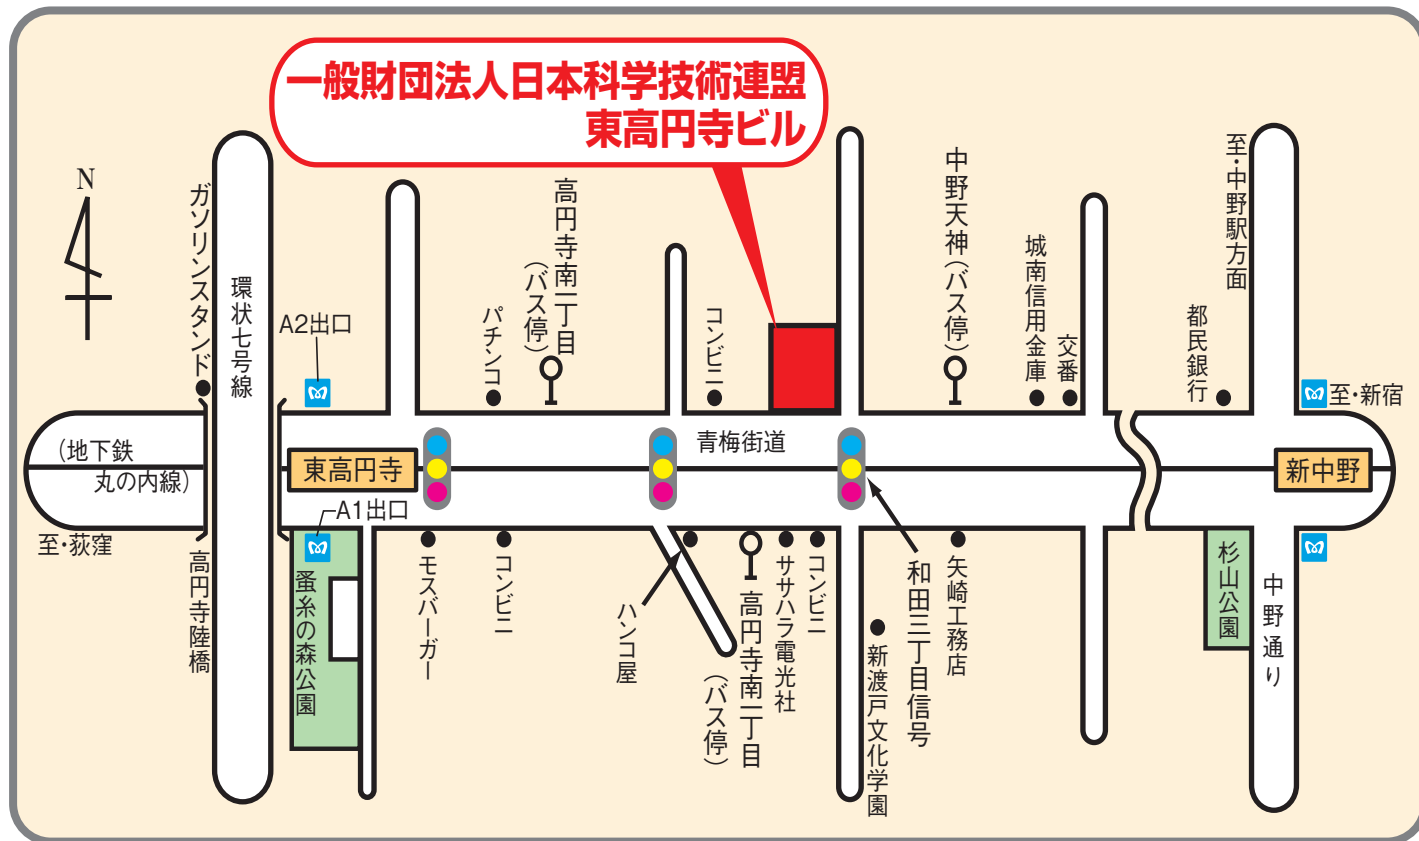 一般財団法人日本科学技術連盟
東高円寺ビル
N
ガソリンスタンド
環状七号線
A2出口
パチンコ
高円寺南一丁目
(バス停)
コンビニ
中野天神(バス停)
城南信用金庫
交番
都民銀行
至・中野駅方面
至・新宿
(地下鉄
丸の内線)
東高円寺
青梅街道
新中野
至・荻窪
高円寺陸橋
A1出口
蚕糸の森公園
モスバーガー
コンビニ
ハンコ屋
高円寺南一丁目
(バス停)
ササハラ電光社
コンビニ
新渡戸文化学園
和田三丁目信号
矢崎工務店
杉山公園
中野通り